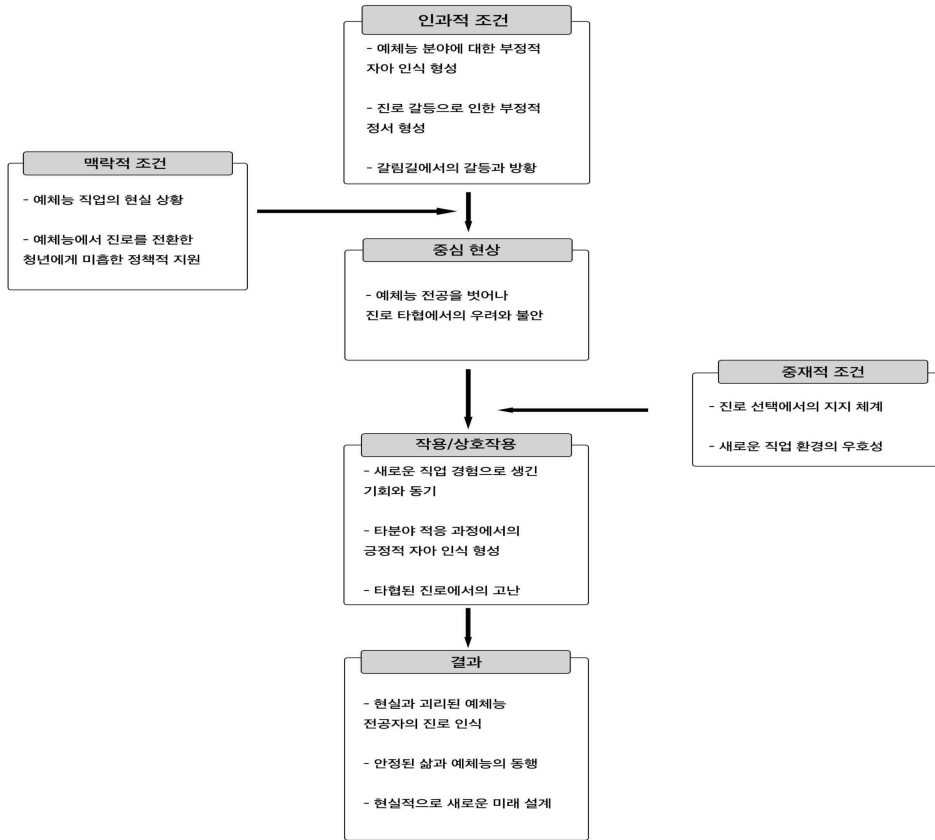 인과적 조건
- 예체능 분야에 대한 부정적
자아 인식 형성
- 진로 갈등으로 인한 부정적
정서 형성
- 갈림길에서의 갈등과 방황
맥락적 조건
- 예체능 직업의 현실 상황
- 예체능에서 진로를 전환한
청년에게 미흡한 정책적 지원
중심 현상
- 예체능 전공을 벗어나
진로 타협에서의 우려와 불안
중재적 조건
- 진로 선택에서의 지지 체계
- 새로운 직업 환경의 우호성
작용/상호작용
- 새로운 직업 경험으로 생긴
기회와 동기
- 타분야 적응 과정에서의
긍정적 자아 인식 형성
- 타협된 진로에서의 고난
결과
- 현실과 괴리된 예체능
전공자의 진로 인식
- 안정된 삶과 예체능의 동행
- 현실적으로 새로운 미래 설계